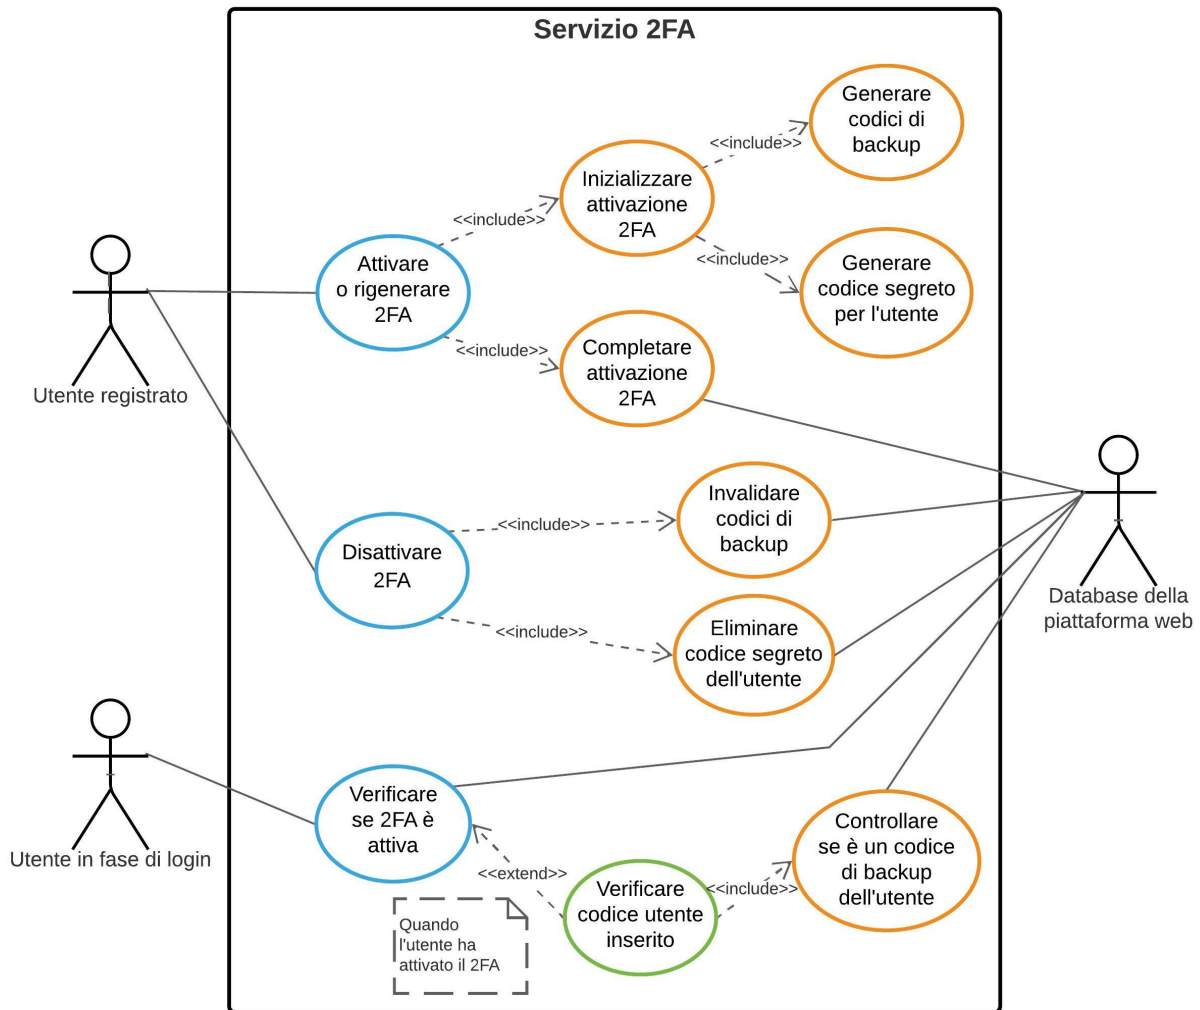 Servizio 2FA
Generare
codici di
backup
<<include>>
Inizializzare
attivazione
2FA
<<include>>
<<include>>
Generare
codice segreto
per l'utente
Attivare
o rigenerare
2FA
<<include>>
Completare
attivazione
2FA
Utente registrato
Invalidare
codici di
backup
<<include>>
Disattivare
2FA
<<include>>
Eliminare
codice segreto
dell'utente
Database della
piattaforma web
Verificare
se 2FA è
attiva
Utente in fase di login
Controllare
se è un codice
di backup
dell'utente
<<extend>>
<<include>>
Verificare
codice utente
inserito
Quando
l'utente ha
attivato il 2FA